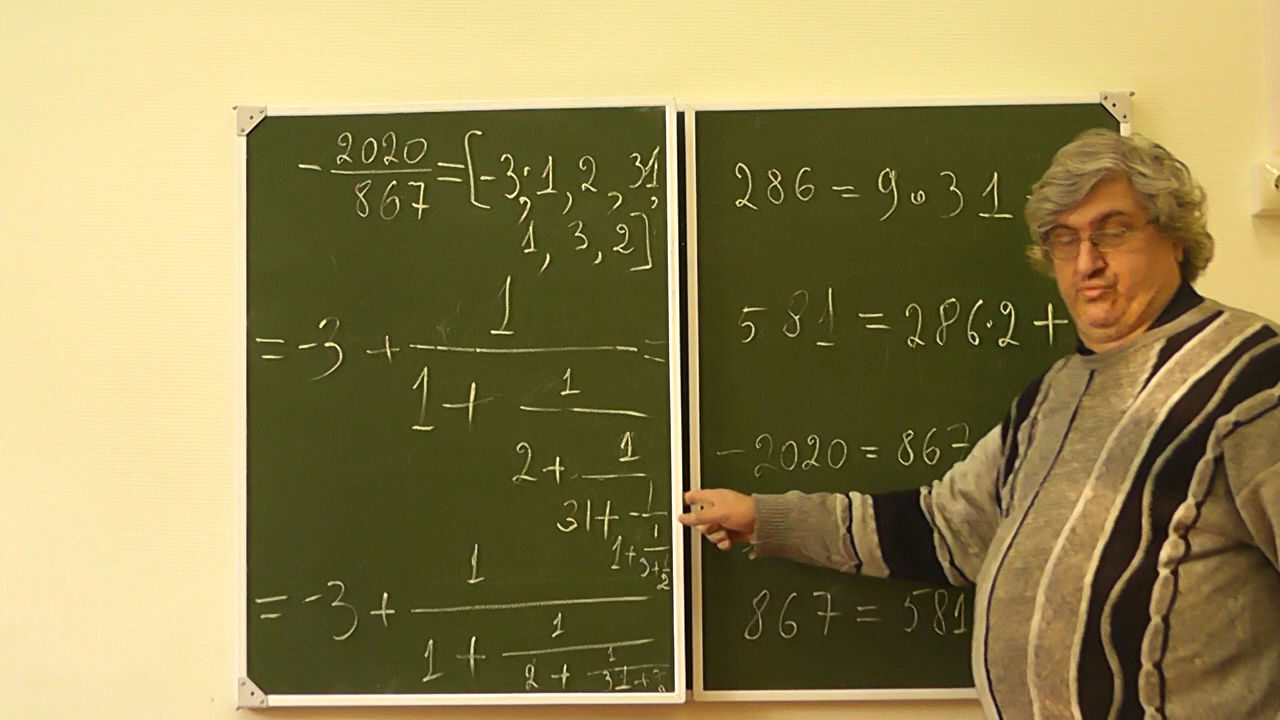 - 2020/867 = [-3; 1, 2, 31,
1, 3, 2]
= -3 + 1/(1 + 1/(2 + 1/(31 + 1/(1 + 1/(3 + 1/2))))) =
= -3 + 1/(1 + 1/(2 + 1/(31 +
286 = 9 · 31
581 = 286 · 2 +
-2020 = 867
867 = 581